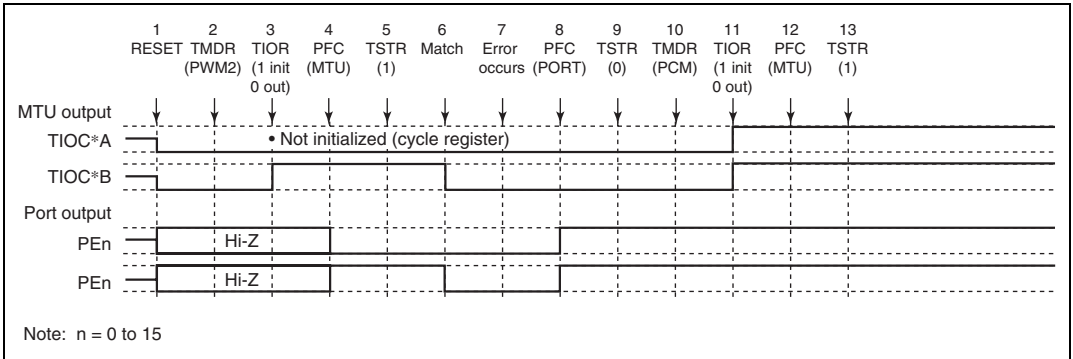 1 2 3 4 5 6 7 8 9 10 11 12 13
RESET TMDR TIOR PFC TSTR Match Error PFC TSTR TMDR TIOR PFC TSTR
(PWM2) (1 init (MTU) (1) occurs (PORT) (0) (PCM) (1 init (MTU) (1)
0 out) 0 out)
MTU output
TIOC*A • Not initialized (cycle register)
TIOC*B
Port output
PEn Hi-Z
PEn Hi-Z
Note: n = 0 to 15